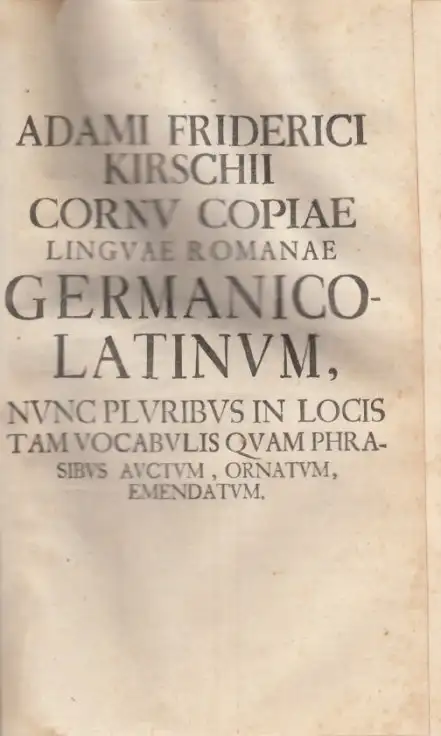 ADAMI FRIDERICI
KIRSCHII
CORNV COPIAE
LINGVAE ROMANAE
GERMANICO-
LATINVM,
NVNC PLVRIBVS IN LOCIS
TAM VOCABVLIS QVAM PHRA-
SIBVS AVCTVM, ORNATVM,
EMENDATVM.